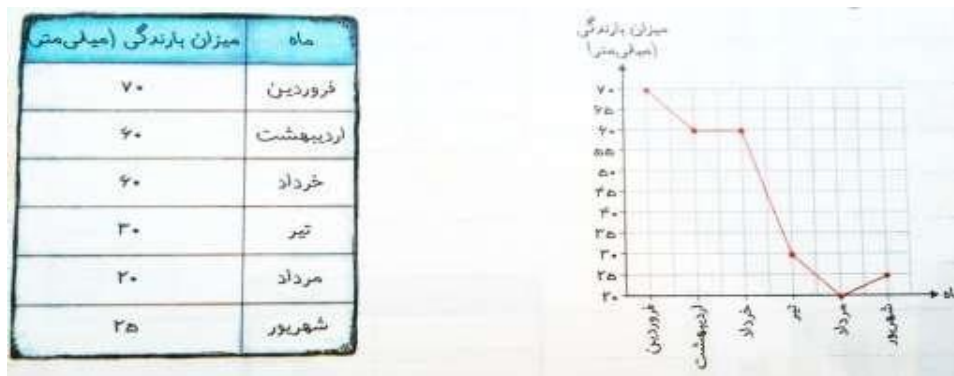 ماه	میزان بارندگی (میلی‌متر)
فروردین	۷۰
اردیبهشت	۶۰
خرداد	۶۰
تیر	۳۰
مرداد	۲۰
شهریور	۲۵
میزان بارندگی
(میلی‌متر)
۷۰
۶۵
۶۰
۵۵
۵۰
۴۵
۴۰
۳۵
۳۰
۲۵
۲۰
فروردین
اردیبهشت
خرداد
تیر
مرداد
شهریور
ماه